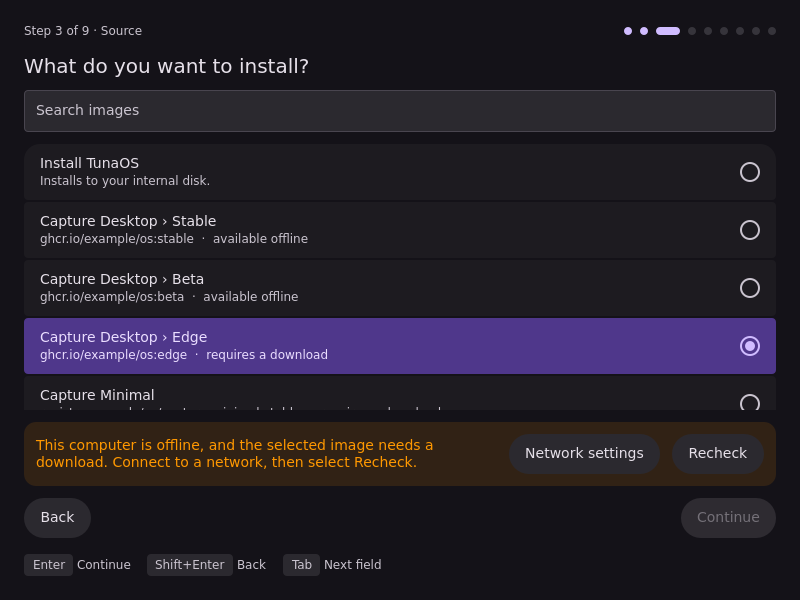 Step 3 of 9 · Source
What do you want to install?
Search images
Install TunaOS
Installs to your internal disk.
Capture Desktop › Stable
ghcr.io/example/os:stable · available offline
Capture Desktop › Beta
ghcr.io/example/os:beta · available offline
Capture Desktop › Edge
ghcr.io/example/os:edge · requires a download
Capture Minimal
This computer is offline, and the selected image needs a
download. Connect to a network, then select Recheck.
Network settings
Recheck
Back
Continue
Enter Continue Shift+Enter Back Tab Next field